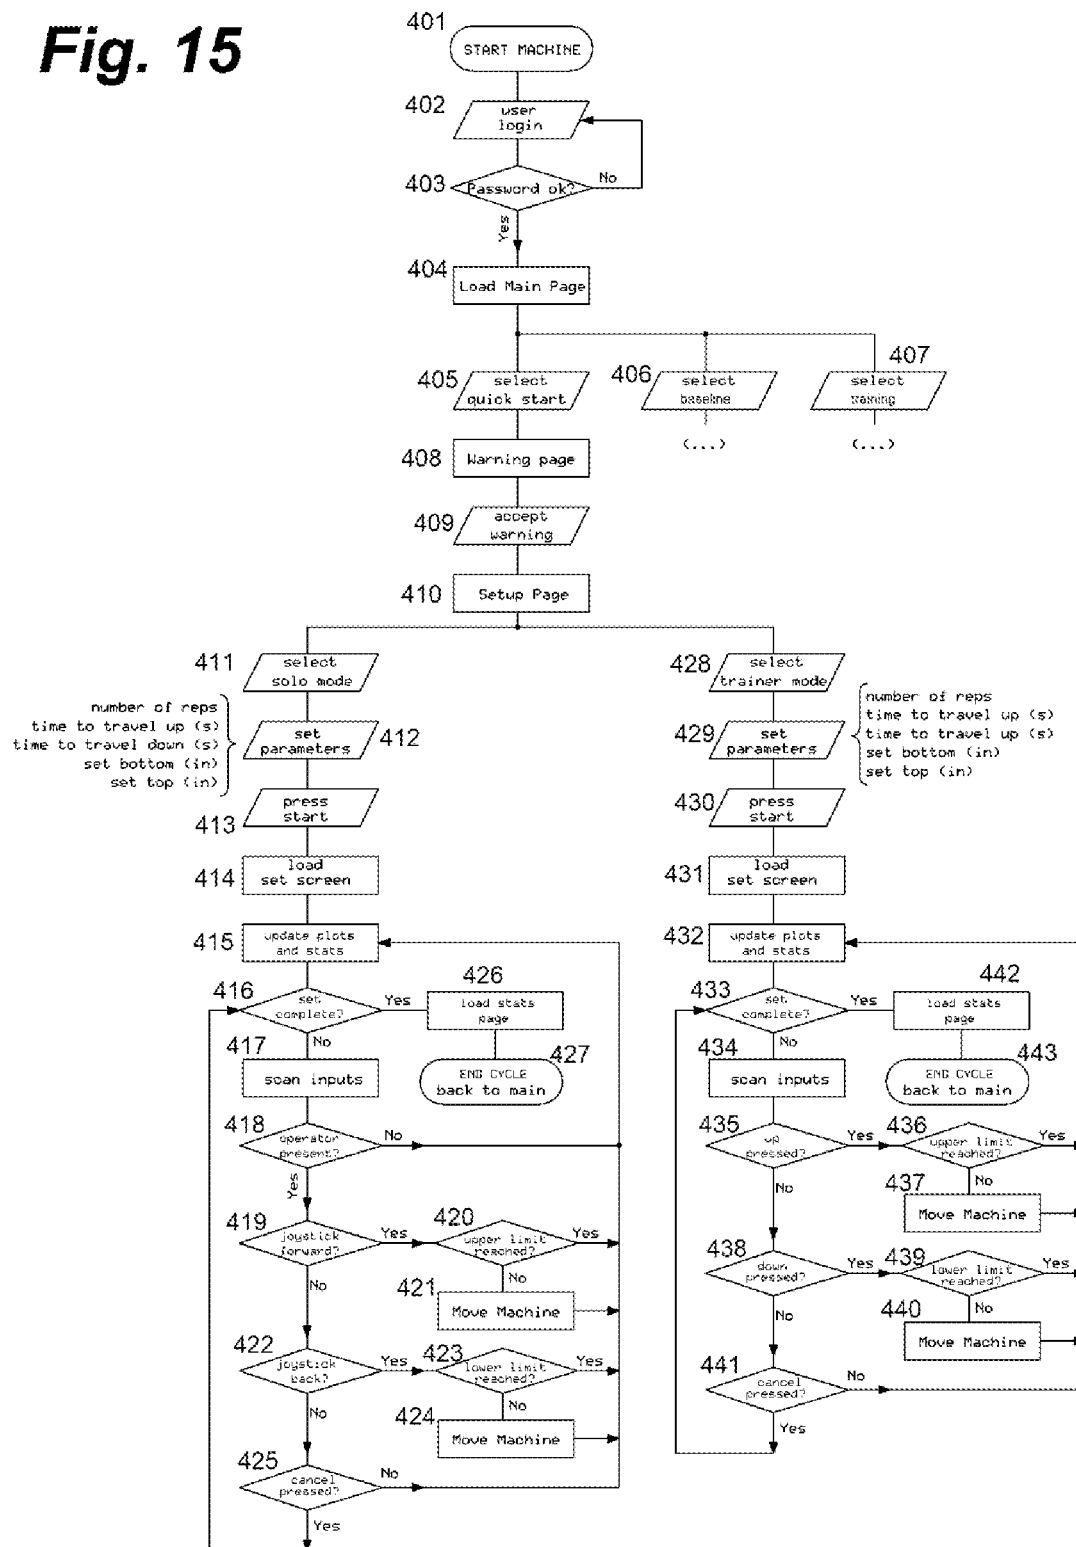 Fig. 15
401
START MACHINE
402
user
login
403
Password ok?
No
Yes
404
Load Main Page
405
select
quick start
406
select
baseline
(...)
407
select
training
(...)
408
Warning page
409
accept
warning
410
Setup Page
411
select
solo mode
number of reps
time to travel up (s)
time to travel down (s)
set bottom (in)
set top (in)
set
parameters
412
press
start
413
414
load
set screen
415
update plots
and stats
416
set
complete?
Yes
No
426
load stats
page
417
scan inputs
427
END CYCLE
back to main
418
operator
present?
No
Yes
419
joystick
forward?
Yes
No
420
upper limit
reached?
Yes
No
421
Move Machine
422
joystick
back?
Yes
No
423
lower limit
reached?
Yes
No
424
Move Machine
425
cancel
pressed?
No
Yes
428
select
trainer mode
429
set
parameters
number of reps
time to travel up (s)
time to travel up (s)
set bottom (in)
set top (in)
430
press
start
431
load
set screen
432
update plots
and stats
433
set
complete?
Yes
No
442
load stats
page
434
scan inputs
443
END CYCLE
back to main
435
up
pressed?
Yes
No
436
upper limit
reached?
Yes
No
437
Move Machine
438
down
pressed?
Yes
No
439
lower limit
reached?
Yes
No
440
Move Machine
441
cancel
pressed?
No
Yes